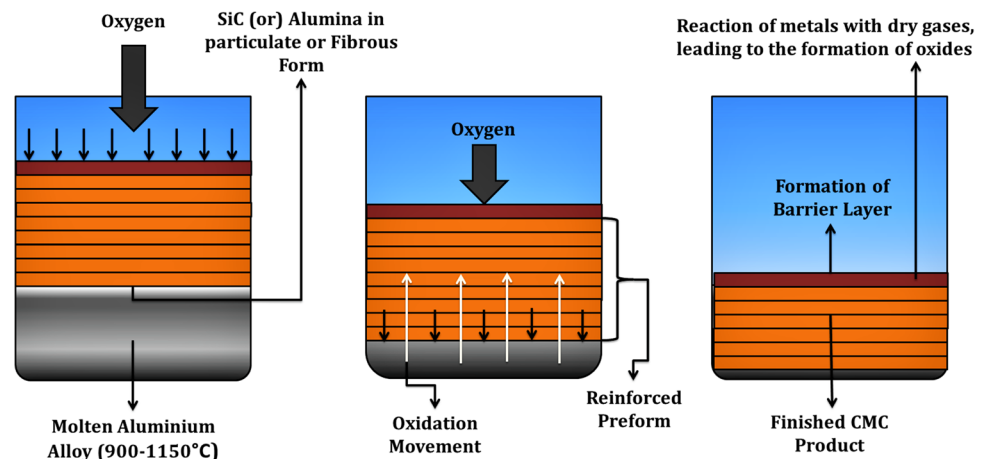 Oxygen
SiC (or) Alumina in
particulate or Fibrous
Form
Molten Aluminium
Alloy (900-1150°C)
Oxygen
Oxidation
Movement
Reinforced
Preform
Reaction of metals with dry gases,
leading to the formation of oxides
Formation of
Barrier Layer
Finished CMC
Product